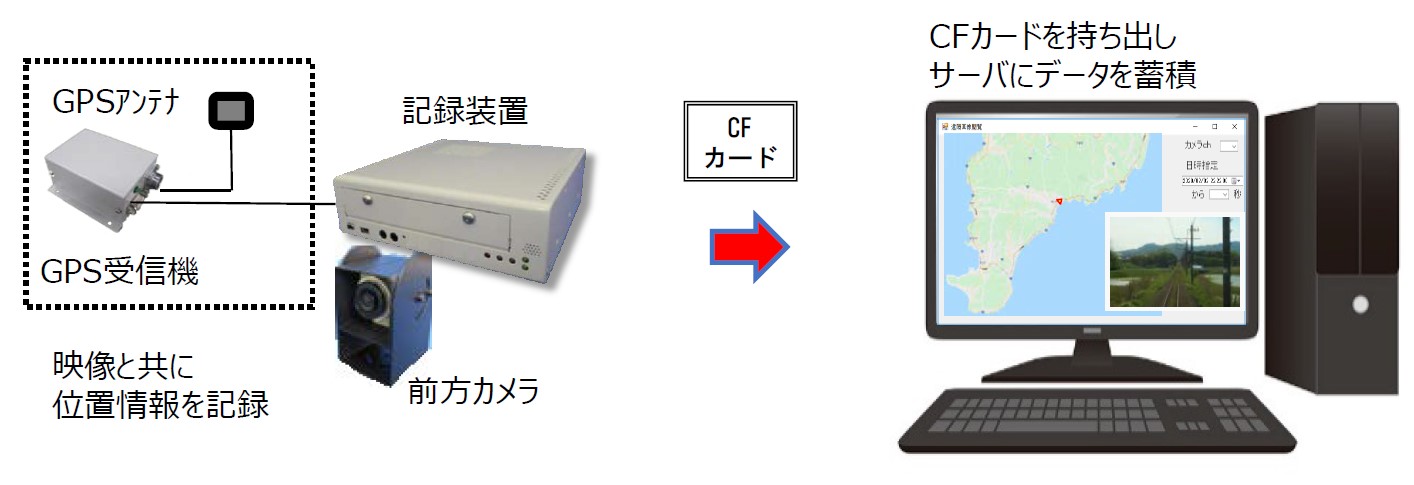 GPSアンテナ
GPS受信機
映像と共に
位置情報を記録
記録装置
前方カメラ
CF
カード
CFカードを持ち出し
サーバにデータを蓄積
カメラch
日時指定
から
秒